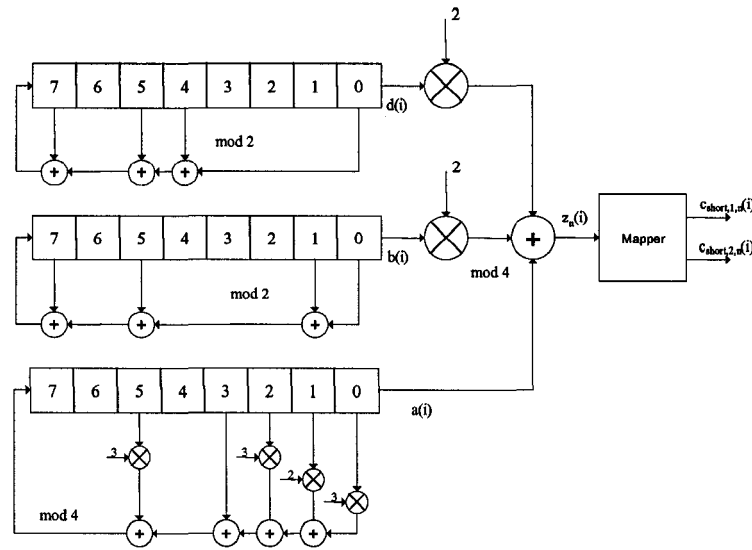 2
7 6 5 4 3 2 1 0
d(i)
mod 2
+ + +
2
z_n(i)
c_short,1,n(i)
Mapper
c_short,2,n(i)
+
7 6 5 4 3 2 1 0
b(i)
mod 4
mod 2
+ + +
7 6 5 4 3 2 1 0
a(i)
3 3
2
3
mod 4
+ + + +